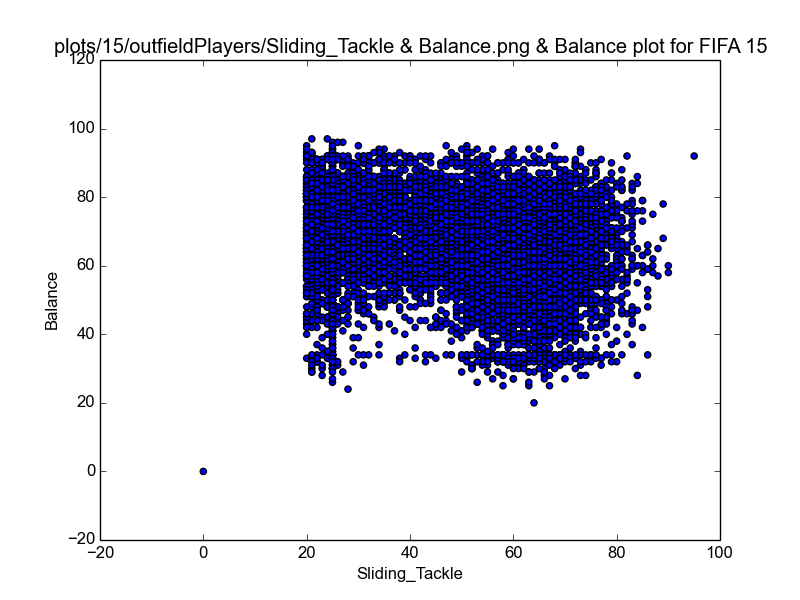 plots/15/outfieldPlayers/Sliding_Tackle & Balance.png & Balance plot for FIFA 15
120
100
80
60
40
20
0
−20
Balance
−20 0 20 40 60 80 100
Sliding_Tackle